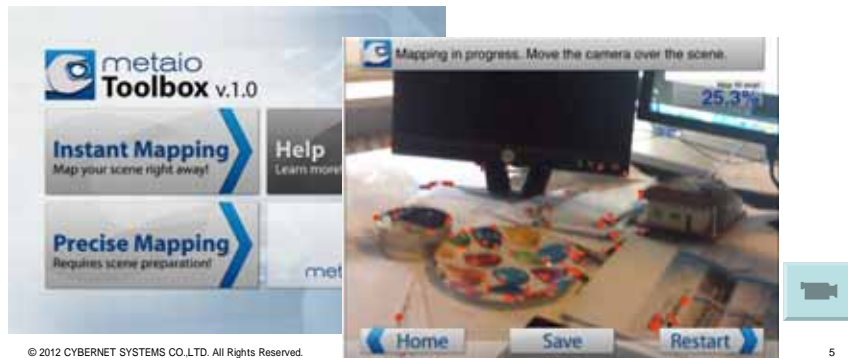 metaio
Toolbox v.1.0
Instant Mapping
Map your scene right away!
Help
Learn more
Precise Mapping
Requires scene preparation!
met
Mapping in progress. Move the camera over the scene.
25.3%
Home
Save
Restart
© 2012 CYBERNET SYSTEMS CO.,LTD. All Rights Reserved.
5